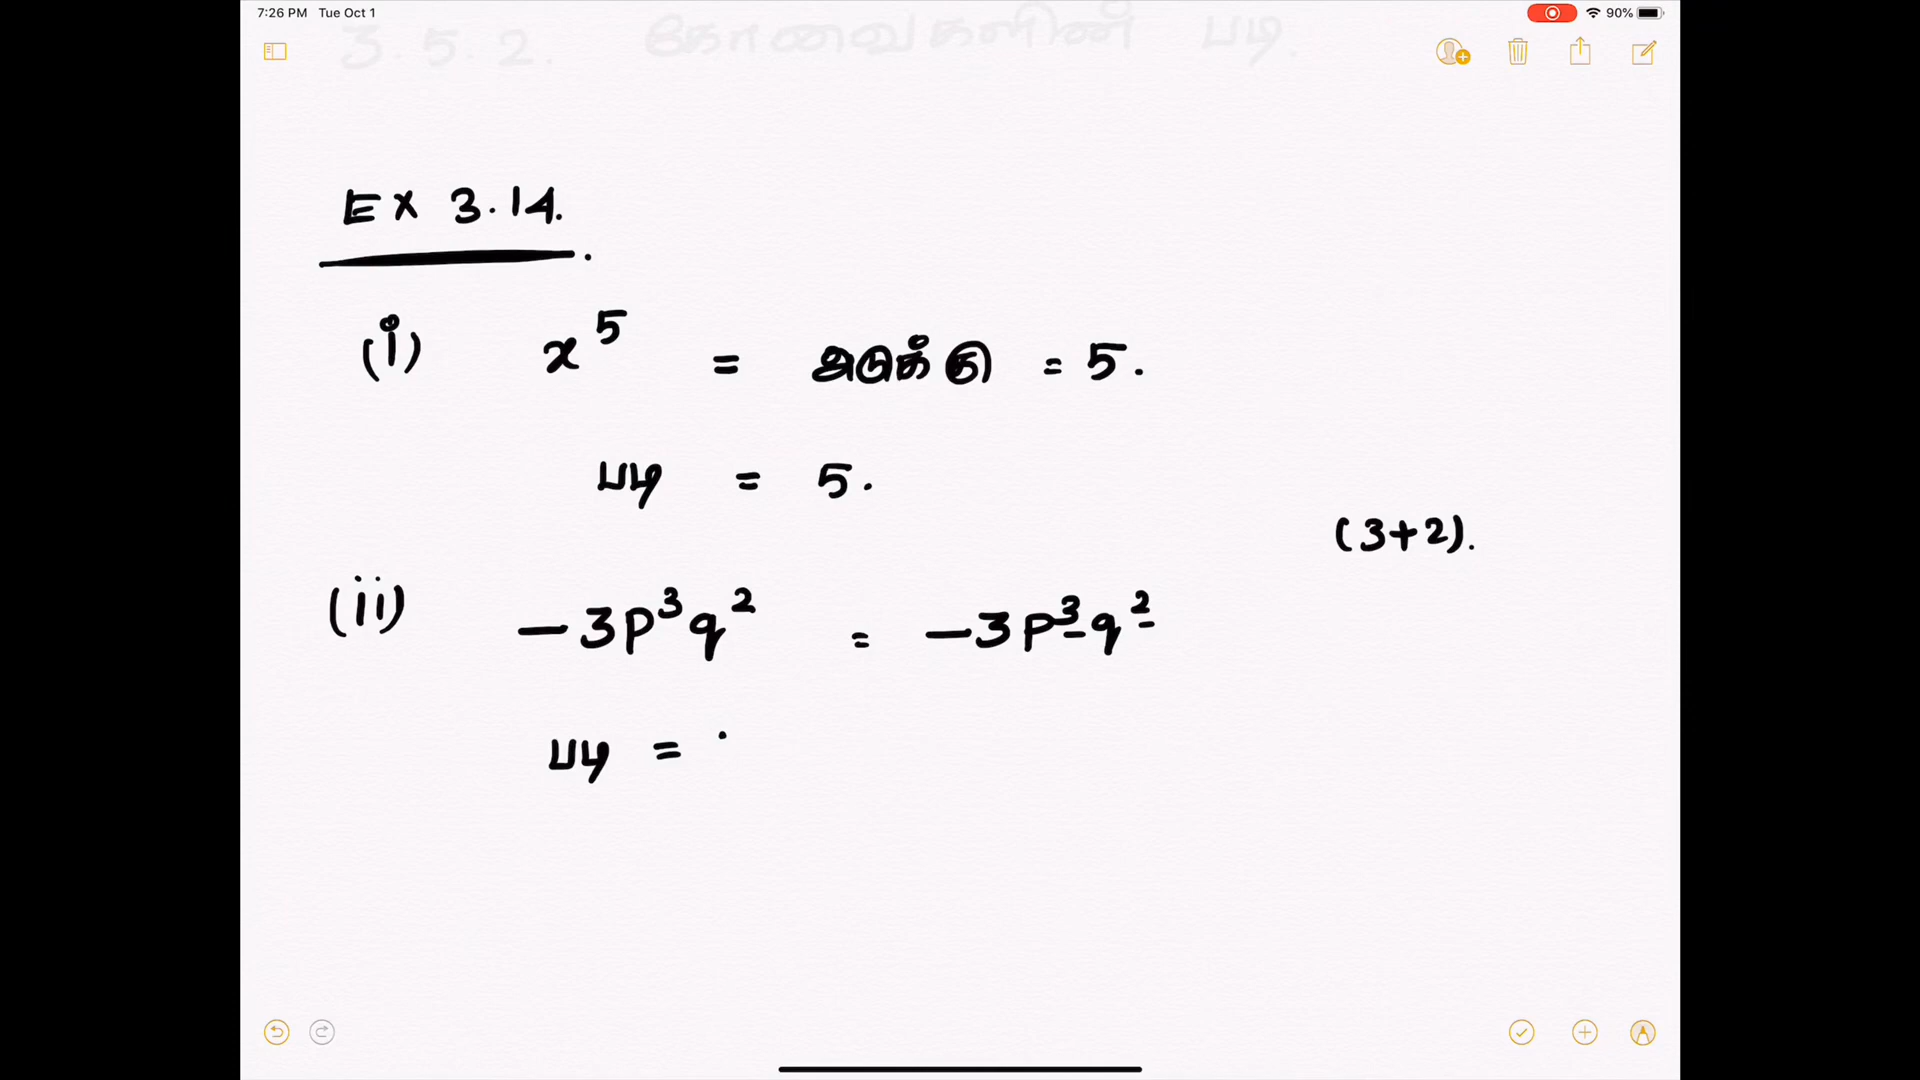 7:26 PM Tue Oct 1
90%
3.5.2. கோவைகளின் படி.
Ex 3.14.
(i) x⁵ = அடுக்கு = 5.
படி = 5.
(3+2).
(ii) -3p³q² = -3p³q²
படி =